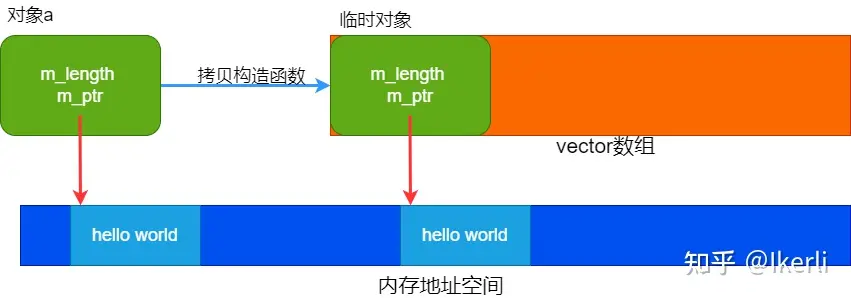 对象a
临时对象
m_length
m_ptr
拷贝构造函数
m_length
m_ptr
vector数组
hello world
hello world
知乎 @Ikerli
内存地址空间